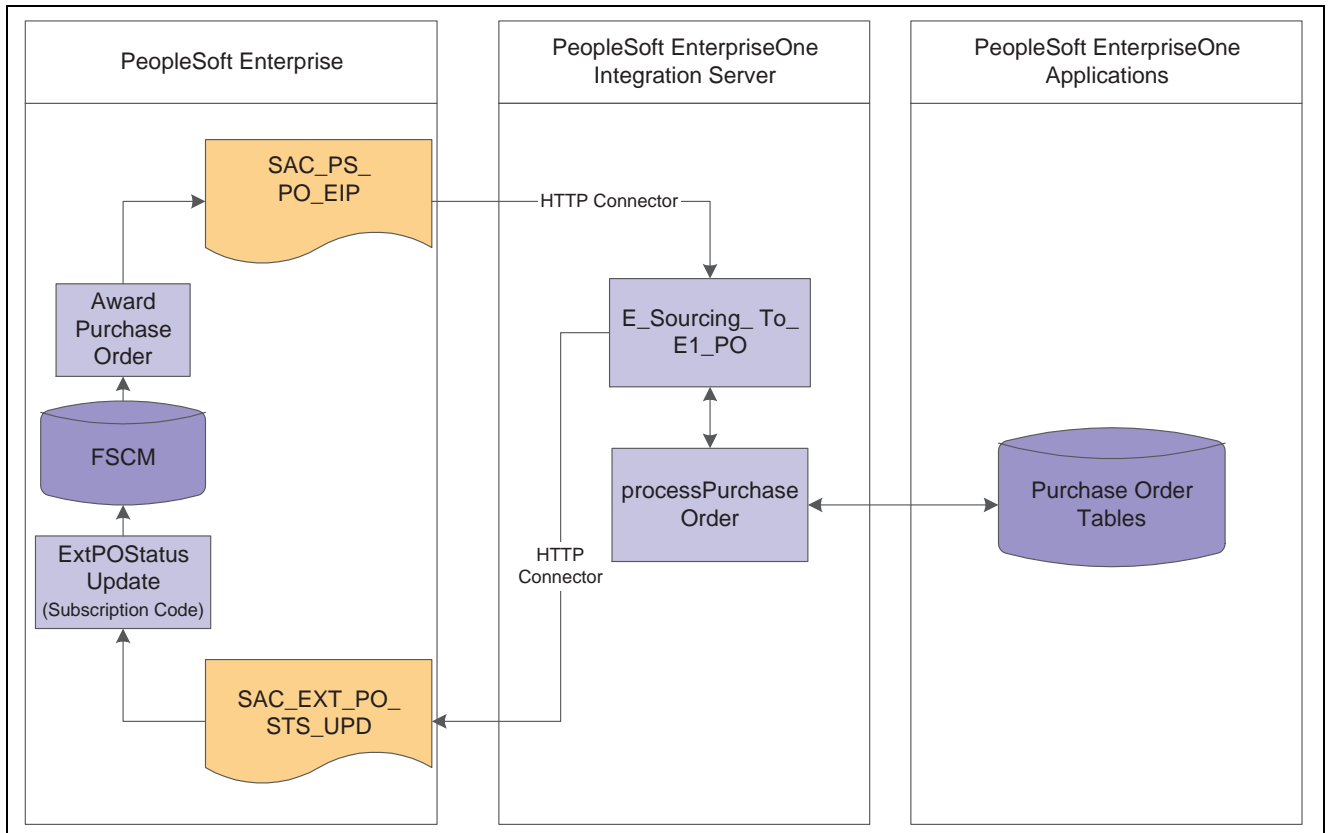 PeopleSoft Enterprise
PeopleSoft EnterpriseOne
Integration Server
PeopleSoft EnterpriseOne
Applications
SAC_PS_
PO_EIP
HTTP Connector
Award
Purchase
Order
E_Sourcing_ To_
E1_PO
FSCM
processPurchase
Order
Purchase Order
Tables
ExtPOStatus
Update
(Subscription Code)
HTTP
Connector
SAC_EXT_PO_
STS_UPD